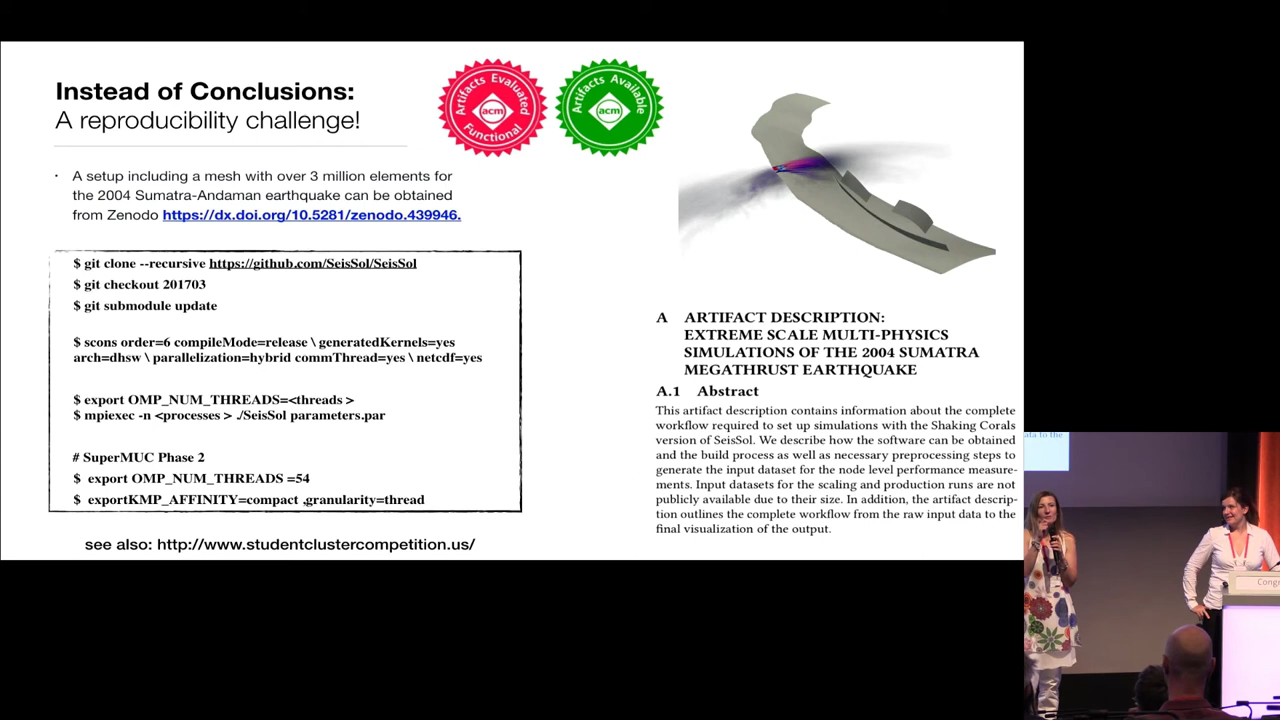 Instead of Conclusions:
A reproducibility challenge!
Artifacts Evaluated
acm
Functional
Artifacts Available
acm
· A setup including a mesh with over 3 million elements for
the 2004 Sumatra-Andaman earthquake can be obtained
from Zenodo https://dx.doi.org/10.5281/zenodo.439946.
$ git clone --recursive https://github.com/SeisSol/SeisSol
$ git checkout 201703
$ git submodule update
$ scons order=6 compileMode=release \ generatedKernels=yes
arch=dhsw \ parallelization=hybrid commThread=yes \ netcdf=yes
$ export OMP_NUM_THREADS=<threads >
$ mpiexec -n <processes > ./SeisSol parameters.par
# SuperMUC Phase 2
$ export OMP_NUM_THREADS =54
$ exportKMP_AFFINITY=compact ,granularity=thread
see also: http://www.studentclustercompetition.us/
A ARTIFACT DESCRIPTION:
EXTREME SCALE MULTI-PHYSICS
SIMULATIONS OF THE 2004 SUMATRA
MEGATHRUST EARTHQUAKE
A.1 Abstract
This artifact description contains information about the complete
workflow required to set up simulations with the Shaking Corals
version of SeisSol. We describe how the software can be obtained
and the build process as well as necessary preprocessing steps to
generate the input dataset for the node level performance measure-
ments. Input datasets for the scaling and production runs are not
publicly available due to their size. In addition, the artifact descrip-
tion outlines the complete workflow from the raw input data to the
final visualization of the output.
data to the
Cong